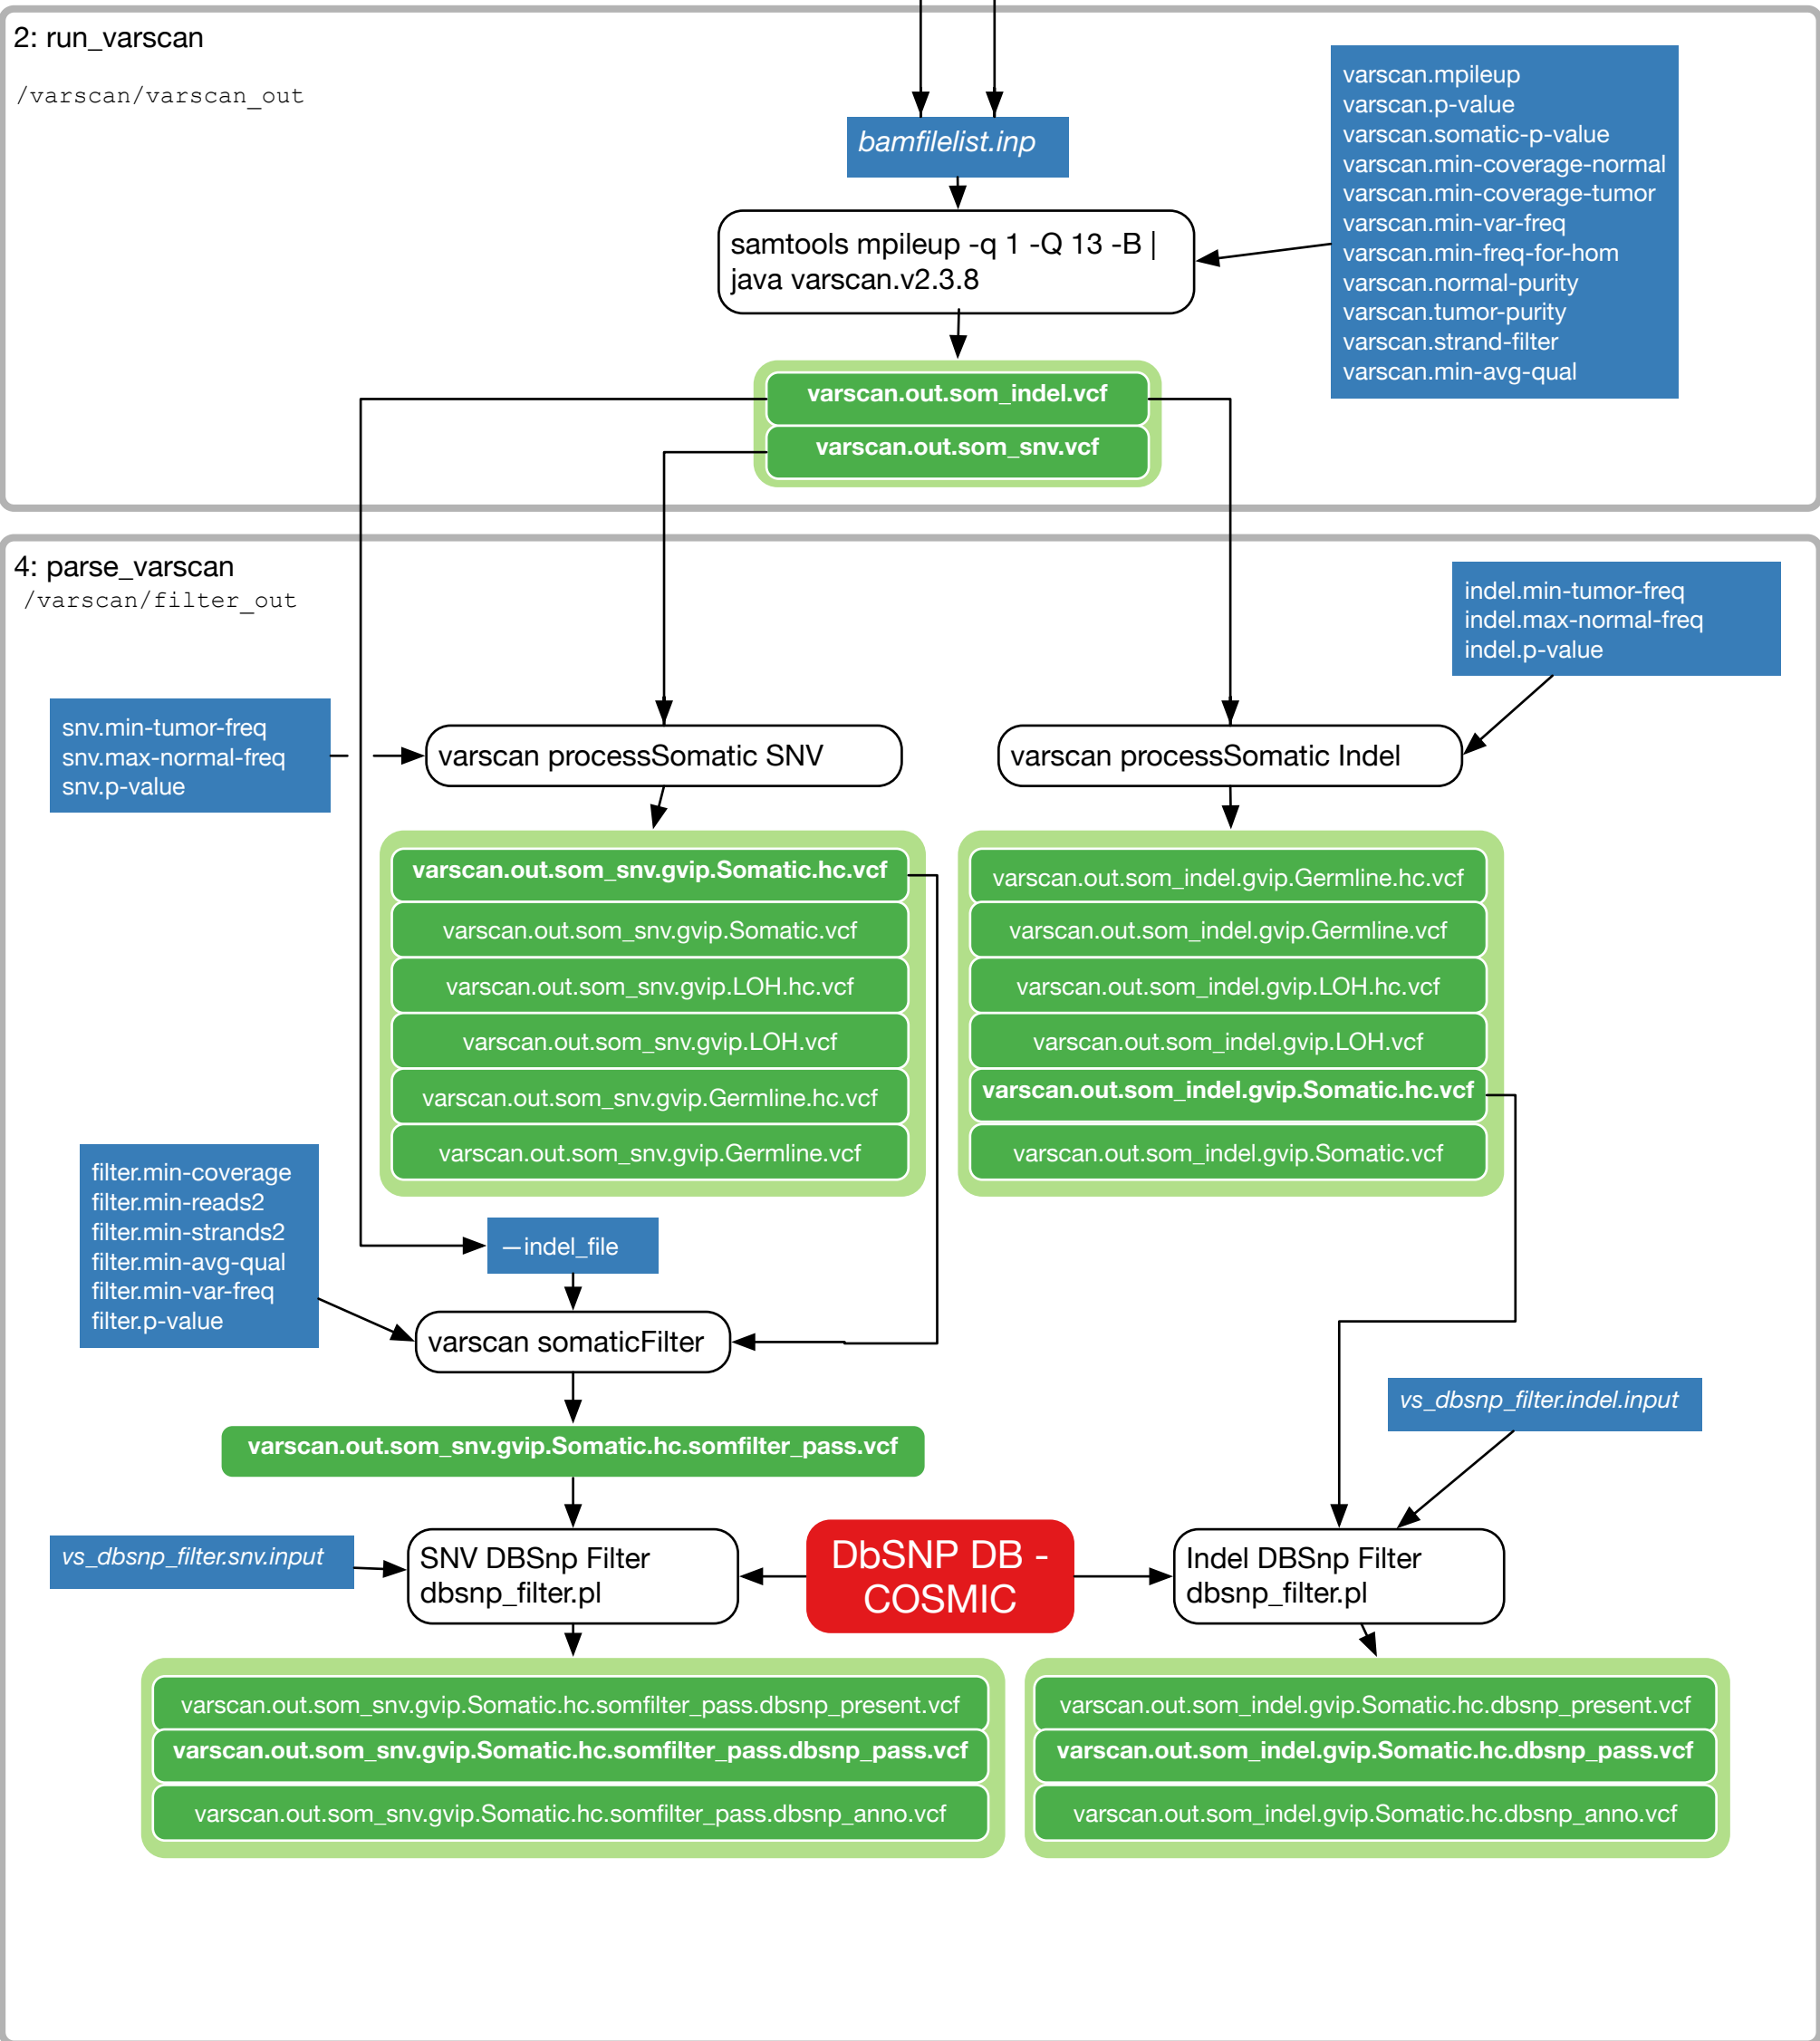 2: run_varscan
/varscan/varscan_out
bamfilelist.inp
varscan.mpileup
varscan.p-value
varscan.somatic-p-value
varscan.min-coverage-normal
varscan.min-coverage-tumor
varscan.min-var-freq
varscan.min-freq-for-hom
varscan.normal-purity
varscan.tumor-purity
varscan.strand-filter
varscan.min-avg-qual
samtools mpileup -q 1 -Q 13 -B |
java varscan.v2.3.8
varscan.out.som_indel.vcf
varscan.out.som_snv.vcf
4: parse_varscan
/varscan/filter_out
indel.min-tumor-freq
indel.max-normal-freq
indel.p-value
snv.min-tumor-freq
snv.max-normal-freq
snv.p-value
varscan processSomatic SNV
varscan processSomatic Indel
varscan.out.som_snv.gvip.Somatic.hc.vcf
varscan.out.som_snv.gvip.Somatic.vcf
varscan.out.som_snv.gvip.LOH.hc.vcf
varscan.out.som_snv.gvip.LOH.vcf
varscan.out.som_snv.gvip.Germline.hc.vcf
varscan.out.som_snv.gvip.Germline.vcf
varscan.out.som_indel.gvip.Germline.hc.vcf
varscan.out.som_indel.gvip.Germline.vcf
varscan.out.som_indel.gvip.LOH.hc.vcf
varscan.out.som_indel.gvip.LOH.vcf
varscan.out.som_indel.gvip.Somatic.hc.vcf
varscan.out.som_indel.gvip.Somatic.vcf
filter.min-coverage
filter.min-reads2
filter.min-strands2
filter.min-avg-qual
filter.min-var-freq
filter.p-value
—indel_file
varscan somaticFilter
varscan.out.som_snv.gvip.Somatic.hc.somfilter_pass.vcf
vs_dbsnp_filter.indel.input
vs_dbsnp_filter.snv.input
SNV DBSnp Filter
dbsnp_filter.pl
DbSNP DB -
COSMIC
Indel DBSnp Filter
dbsnp_filter.pl
varscan.out.som_snv.gvip.Somatic.hc.somfilter_pass.dbsnp_present.vcf
varscan.out.som_snv.gvip.Somatic.hc.somfilter_pass.dbsnp_pass.vcf
varscan.out.som_snv.gvip.Somatic.hc.somfilter_pass.dbsnp_anno.vcf
varscan.out.som_indel.gvip.Somatic.hc.dbsnp_present.vcf
varscan.out.som_indel.gvip.Somatic.hc.dbsnp_pass.vcf
varscan.out.som_indel.gvip.Somatic.hc.dbsnp_anno.vcf